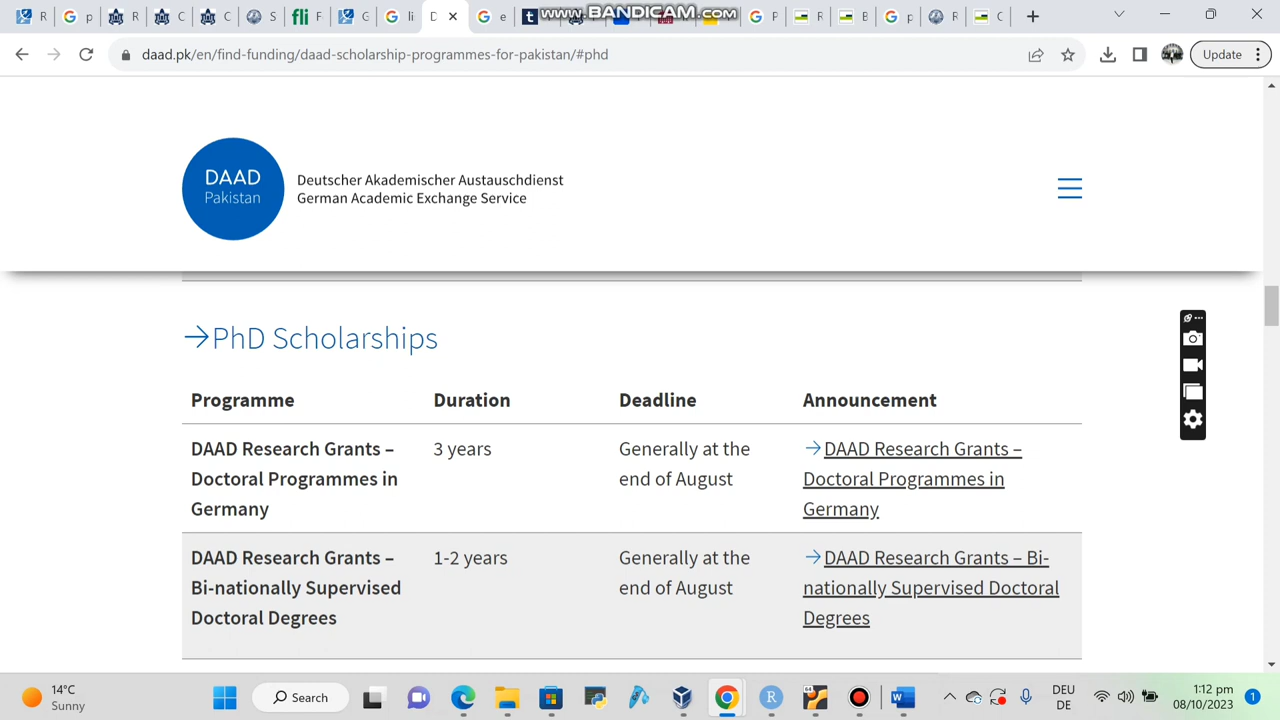 www.BANDICAM.com
daad.pk/en/find-funding/daad-scholarship-programmes-for-pakistan/#phd
Update
DAAD
Pakistan
Deutscher Akademischer Austauschdienst
German Academic Exchange Service
→PhD Scholarships
Programme Duration Deadline Announcement
DAAD Research Grants – 3 years Generally at the →DAAD Research Grants –
Doctoral Programmes in end of August Doctoral Programmes in
Germany Germany
DAAD Research Grants – 1-2 years Generally at the →DAAD Research Grants – Bi-
Bi-nationally Supervised end of August nationally Supervised Doctoral
Doctoral Degrees Degrees
14°C
Sunny
Search
DEU
DE
1:12 pm
08/10/2023
1